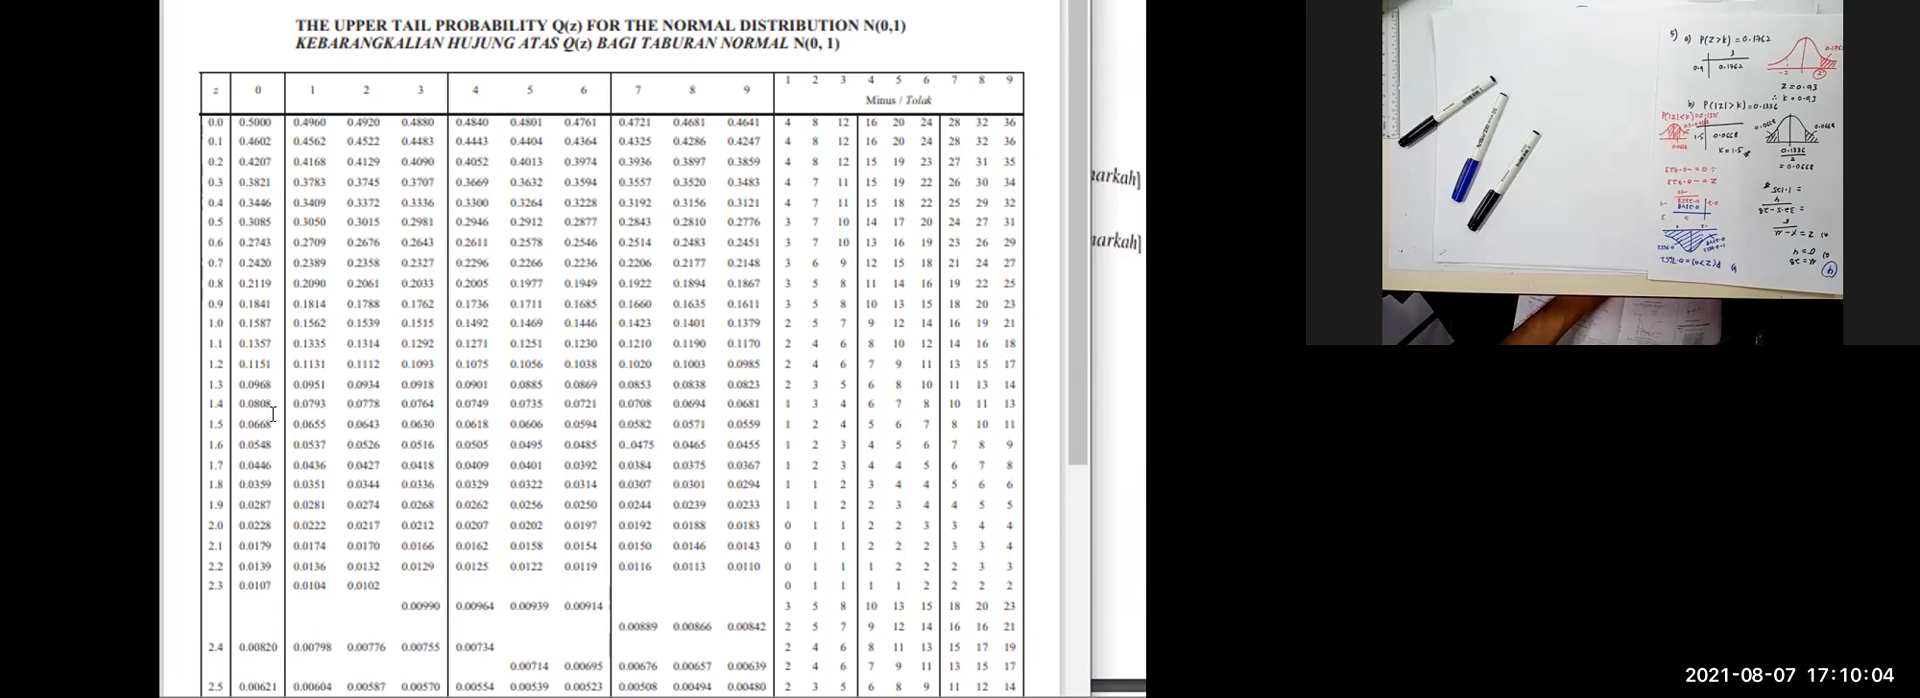 THE UPPER TAIL PROBABILITY Q(z) FOR THE NORMAL DISTRIBUTION N(0,1)
KEBARANGKALIAN HUJUNG ATAS Q(z) BAGI TABURAN NORMAL N(0, 1)
z 0 1 2 3 4 5 6 7 8 9 1 2 3 4 5 6 7 8 9
Minus / Tolak
0.0 0.5000 0.4960 0.4920 0.4880 0.4840 0.4801 0.4761 0.4721 0.4681 0.4641 4 8 12 16 20 24 28 32 36
0.1 0.4602 0.4562 0.4522 0.4483 0.4443 0.4404 0.4364 0.4325 0.4286 0.4247 4 8 12 16 20 24 28 32 36
0.2 0.4207 0.4168 0.4129 0.4090 0.4052 0.4013 0.3974 0.3936 0.3897 0.3859 4 8 12 15 19 23 27 31 35
0.3 0.3821 0.3783 0.3745 0.3707 0.3669 0.3632 0.3594 0.3557 0.3520 0.3483 4 7 11 15 19 22 26 30 34
0.4 0.3446 0.3409 0.3372 0.3336 0.3300 0.3264 0.3228 0.3192 0.3156 0.3121 4 7 11 15 18 22 25 29 32
0.5 0.3085 0.3050 0.3015 0.2981 0.2946 0.2912 0.2877 0.2843 0.2810 0.2776 3 7 10 14 17 20 24 27 31
0.6 0.2743 0.2709 0.2676 0.2643 0.2611 0.2578 0.2546 0.2514 0.2483 0.2451 3 7 10 13 16 19 23 26 29
0.7 0.2420 0.2389 0.2358 0.2327 0.2296 0.2266 0.2236 0.2206 0.2177 0.2148 3 6 9 12 15 18 21 24 27
0.8 0.2119 0.2090 0.2061 0.2033 0.2005 0.1977 0.1949 0.1922 0.1894 0.1867 3 5 8 11 14 16 19 22 25
0.9 0.1841 0.1814 0.1788 0.1762 0.1736 0.1711 0.1685 0.1660 0.1635 0.1611 3 5 8 10 13 15 18 20 23
1.0 0.1587 0.1562 0.1539 0.1515 0.1492 0.1469 0.1446 0.1423 0.1401 0.1379 2 5 7 9 12 14 16 19 21
1.1 0.1357 0.1335 0.1314 0.1292 0.1271 0.1251 0.1230 0.1210 0.1190 0.1170 2 4 6 8 10 12 14 16 18
1.2 0.1151 0.1131 0.1112 0.1093 0.1075 0.1056 0.1038 0.1020 0.1003 0.0985 2 4 6 7 9 11 13 15 17
1.3 0.0968 0.0951 0.0934 0.0918 0.0901 0.0885 0.0869 0.0853 0.0838 0.0823 2 3 5 6 8 10 11 13 14
1.4 0.0808 0.0793 0.0778 0.0764 0.0749 0.0735 0.0721 0.0708 0.0694 0.0681 1 3 4 6 7 8 10 11 13
1.5 0.0668 0.0655 0.0643 0.0630 0.0618 0.0606 0.0594 0.0582 0.0571 0.0559 1 2 4 5 6 7 8 10 11
1.6 0.0548 0.0537 0.0526 0.0516 0.0505 0.0495 0.0485 0..0475 0.0465 0.0455 1 2 3 4 5 6 7 8 9
1.7 0.0446 0.0436 0.0427 0.0418 0.0409 0.0401 0.0392 0.0384 0.0375 0.0367 1 2 3 4 4 5 6 7 8
1.8 0.0359 0.0351 0.0344 0.0336 0.0329 0.0322 0.0314 0.0307 0.0301 0.0294 1 1 2 3 4 4 5 6 6
1.9 0.0287 0.0281 0.0274 0.0268 0.0262 0.0256 0.0250 0.0244 0.0239 0.0233 1 1 2 2 3 4 4 5 5
2.0 0.0228 0.0222 0.0217 0.0212 0.0207 0.0202 0.0197 0.0192 0.0188 0.0183 0 1 1 2 2 3 3 4 4
2.1 0.0179 0.0174 0.0170 0.0166 0.0162 0.0158 0.0154 0.0150 0.0146 0.0143 0 1 1 2 2 2 3 3 4
2.2 0.0139 0.0136 0.0132 0.0129 0.0125 0.0122 0.0119 0.0116 0.0113 0.0110 0 1 1 1 2 2 2 3 3
2.3 0.0107 0.0104 0.0102 0 1 1 1 1 2 2 2 2
0.00990 0.00964 0.00939 0.00914 3 5 8 10 13 15 18 20 23
0.00889 0.00866 0.00842 2 5 7 9 12 14 16 16 21
2.4 0.00820 0.00798 0.00776 0.00755 0.00734 2 4 6 8 11 13 15 17 19
0.00714 0.00695 0.00676 0.00657 0.00639 2 4 6 7 9 11 13 15 17
2.5 0.00621 0.00604 0.00587 0.00570 0.00554 0.00539 0.00523 0.00508 0.00494 0.00480 2 3 5 6 8 9 11 12 14
markah]
markah]
5) a) P(Z>k) = 0.1762
3
0.9 0.1762
Z = 0.93
∴ k = 0.93
b) P(|Z|>k) = 0.1336
1.5 0.0668
k = 1.5
0.0668
0.0668
0.1336
2
= 0.0668
2021-08-07 17:10:04